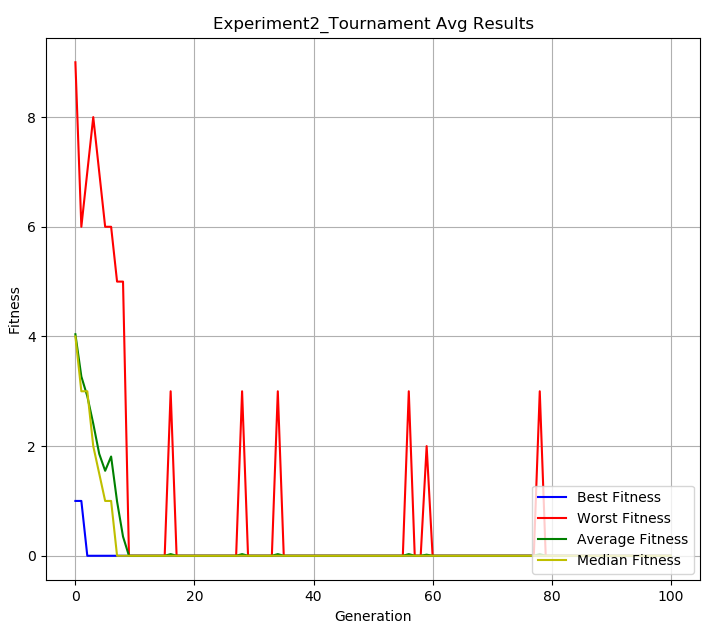 Experiment2_Tournament Avg Results
Fitness
8
6
4
2
0
0 20 40 60 80 100
Generation
Best Fitness
Worst Fitness
Average Fitness
Median Fitness